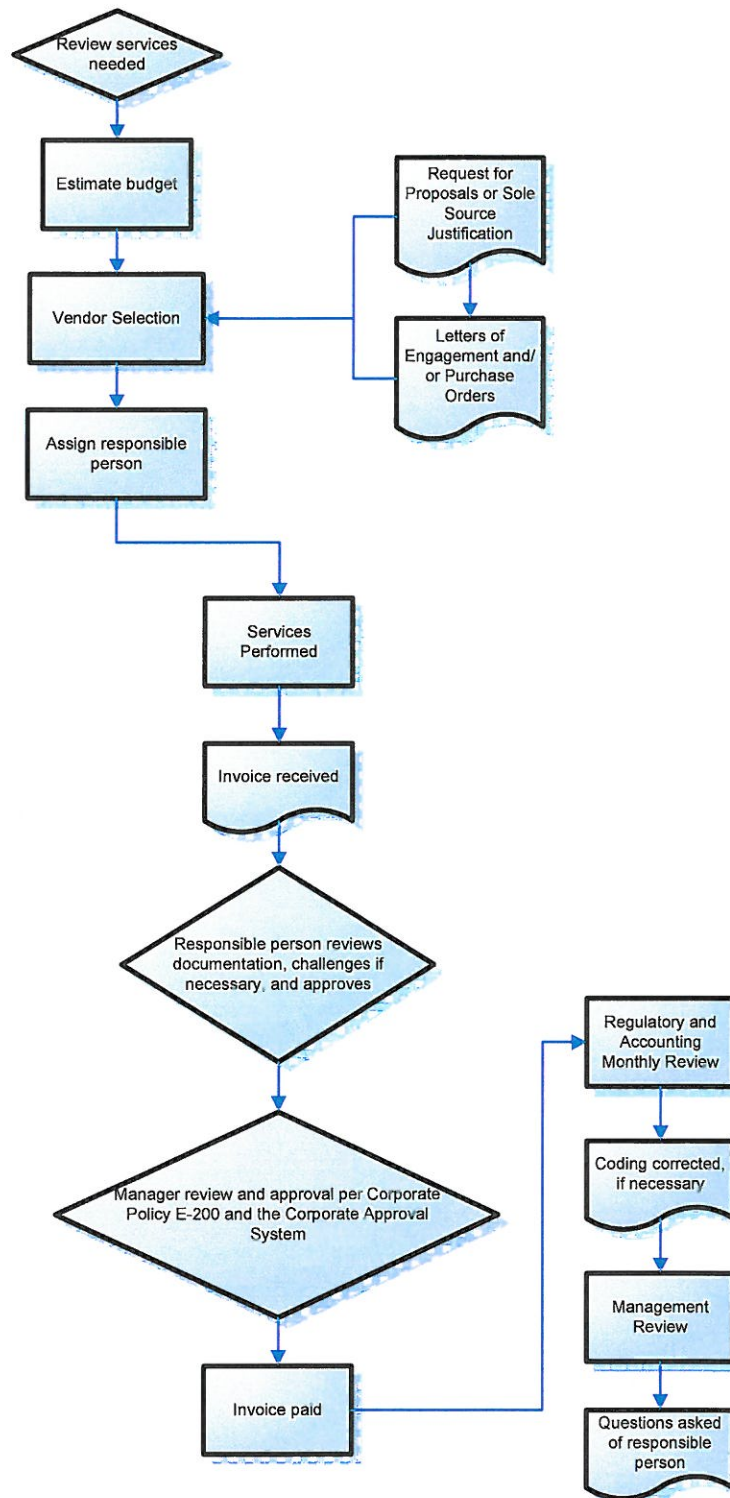 Review services
needed
Estimate budget
Request for
Proposals or Sole
Source
Justification
Vendor Selection
Letters of
Engagement and/
or Purchase
Orders
Assign responsible
person
Services
Performed
Invoice received
Responsible person reviews
documentation, challenges if
necessary, and approves
Manager review and approval per Corporate
Policy E-200 and the Corporate Approval
System
Invoice paid
Regulatory and
Accounting
Monthly Review
Coding corrected,
if necessary
Management
Review
Questions asked
of responsible
person